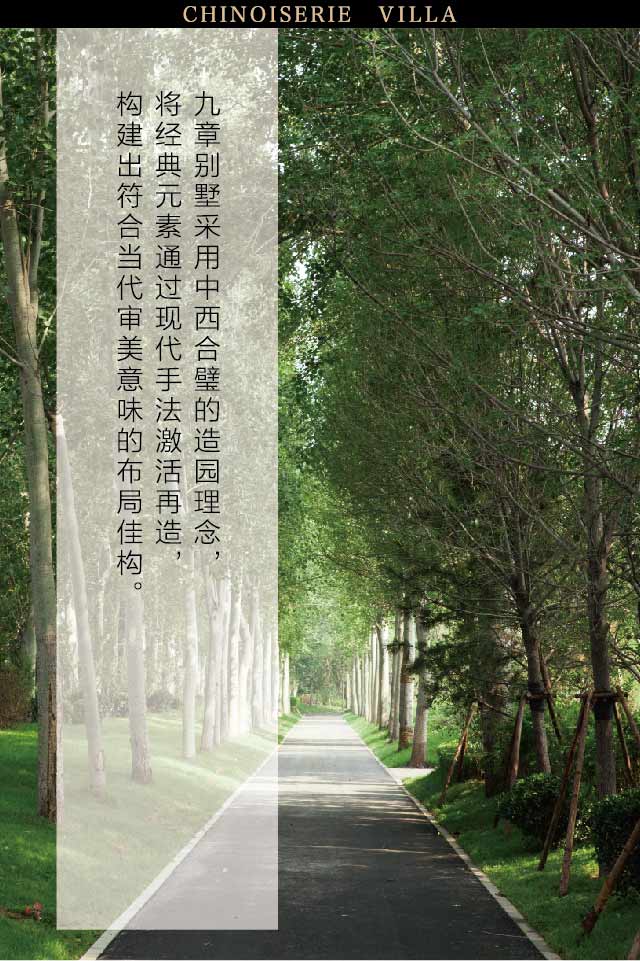 CHINOISERIE VILLA
九章别墅采用中西合璧的造园理念，
将经典元素通过现代手法激活再造，
构建出符合当代审美意味的布局佳构。